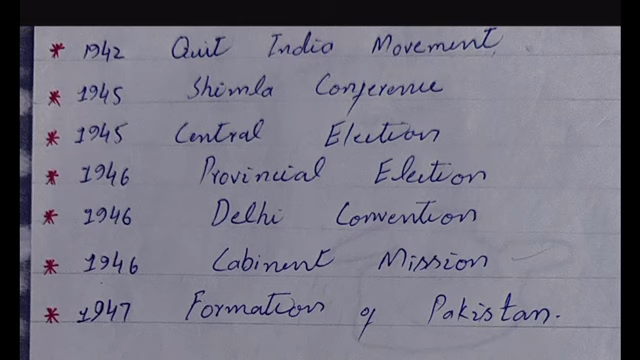 * 1942 Quit India Movement
* 1945 Shimla Conference
* 1945 Central Election
* 1946 Provincial Election
* 1946 Delhi Convention
* 1946 Cabinent Mission
* 1947 Formation of Pakistan.